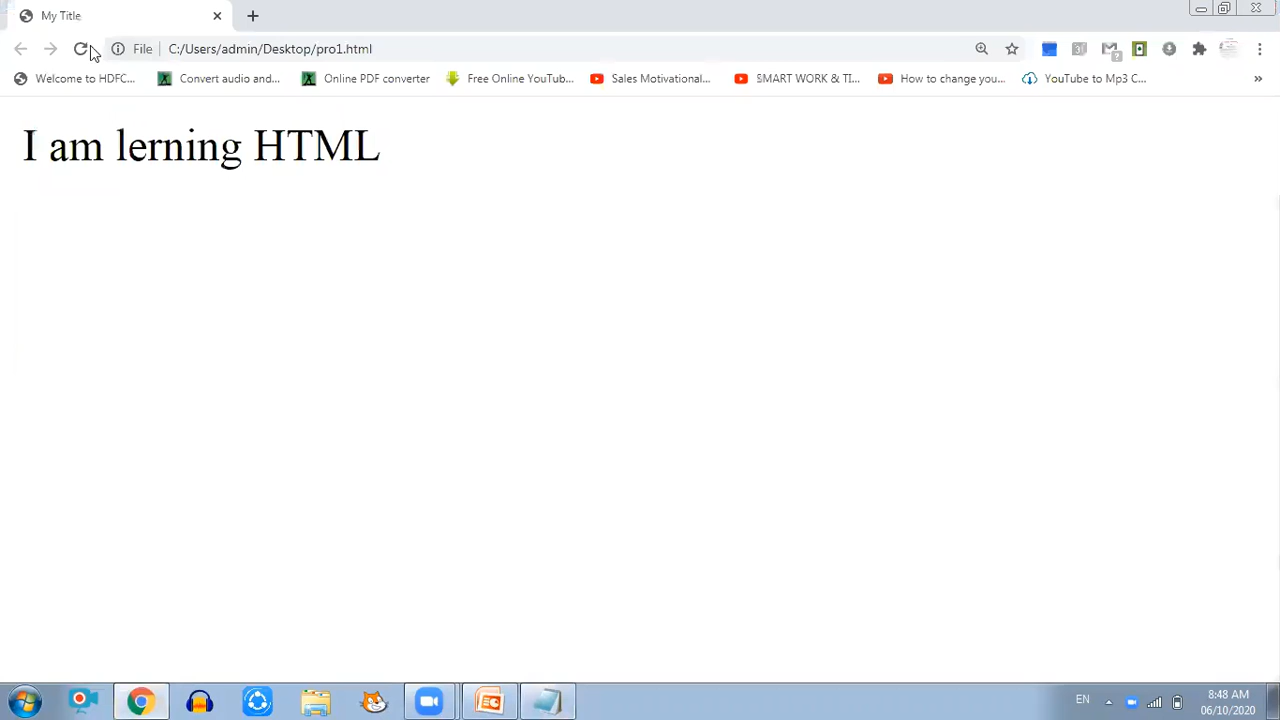 My Title
File C:/Users/admin/Desktop/pro1.html
Welcome to HDFC... Convert audio and... Online PDF converter Free Online YouTub... Sales Motivational... SMART WORK & TI... How to change you... YouTube to Mp3 C... »
I am lerning HTML
EN 8:48 AM
06/10/2020